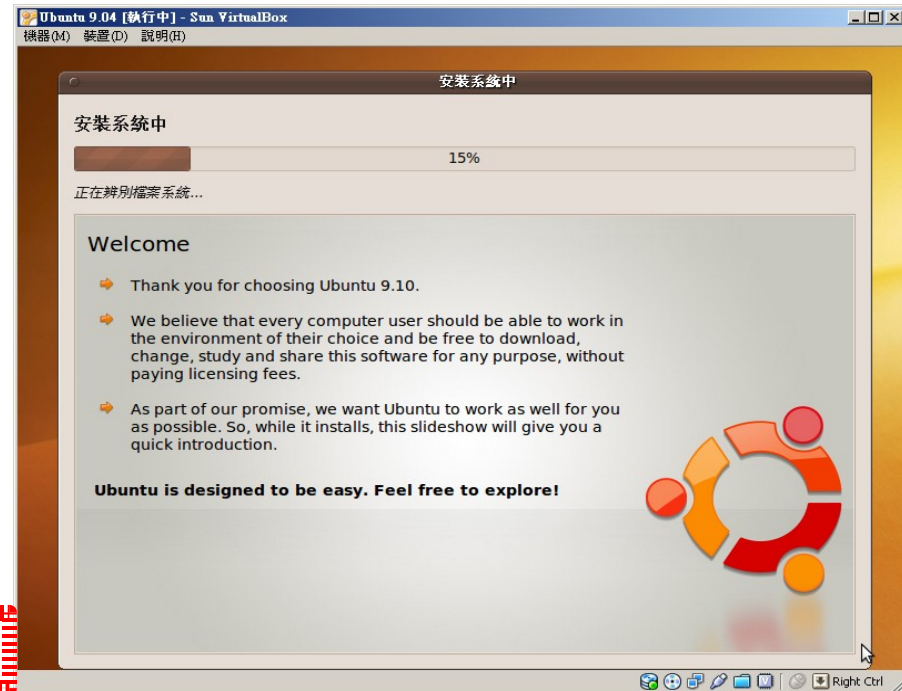 Ubuntu 9.04 [執行中] - Sun VirtualBox
機器(M) 裝置(D) 說明(H)
安裝系統中
安裝系統中
15%
正在辨別檔案系統...
Welcome
Thank you for choosing Ubuntu 9.10.
We believe that every computer user should be able to work in
the environment of their choice and be free to download,
change, study and share this software for any purpose, without
paying licensing fees.
As part of our promise, we want Ubuntu to work as well for you
as possible. So, while it installs, this slideshow will give you a
quick introduction.
Ubuntu is designed to be easy. Feel free to explore!
Right Ctrl